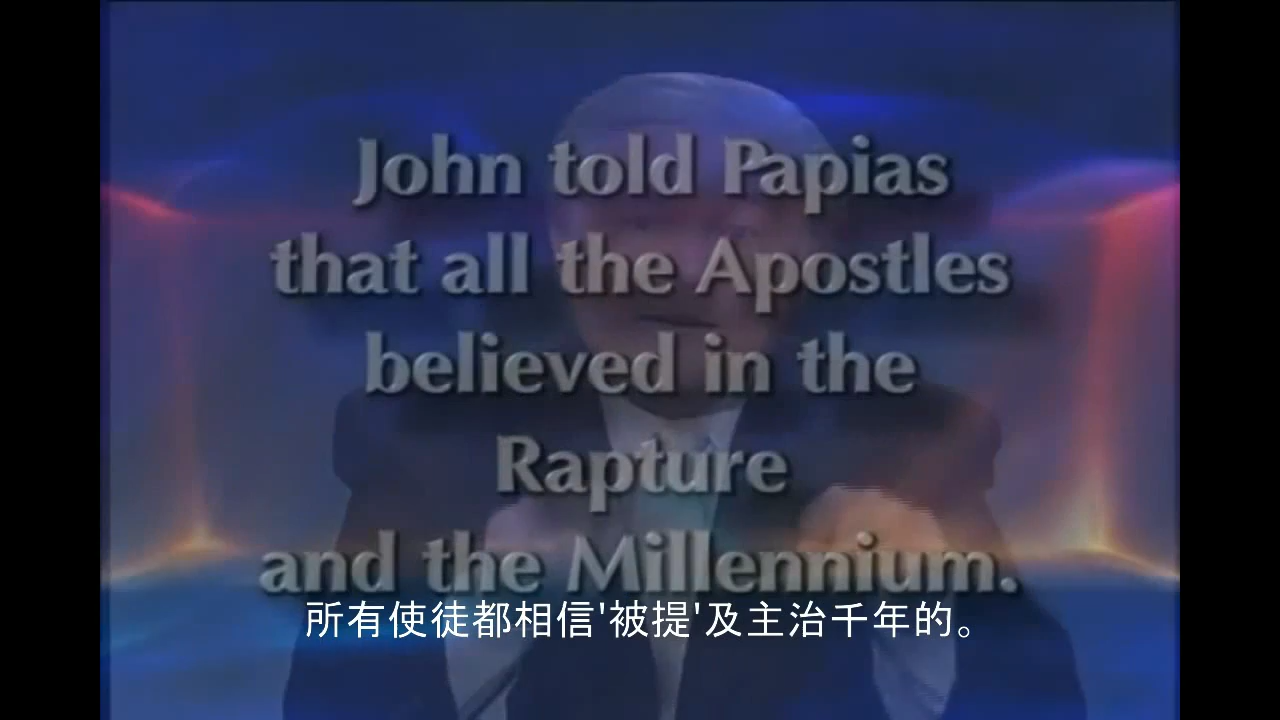 John told Papias
that all the Apostles
believed in the
Rapture
and the Millennium.
所有使徒都相信'被提'及主治千年的。